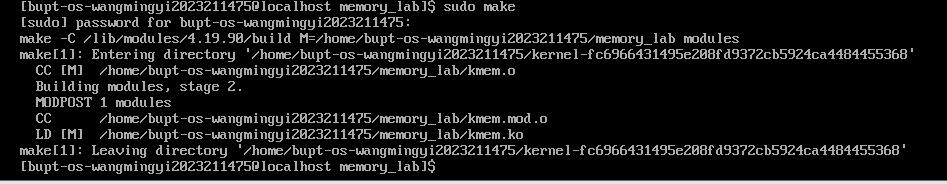 [bupt-os-wangmingyi2023211475@localhost memory_lab]$ sudo make
[sudo] password for bupt-os-wangmingyi2023211475:
make -C /lib/modules/4.19.90/build M=/home/bupt-os-wangmingyi2023211475/memory_lab modules
make[1]: Entering directory '/home/bupt-os-wangmingyi2023211475/kernel-fc6966431495e208fd9372cb5924ca4484455368'
  CC [M]  /home/bupt-os-wangmingyi2023211475/memory_lab/kmem.o
  Building modules, stage 2.
  MODPOST 1 modules
  CC      /home/bupt-os-wangmingyi2023211475/memory_lab/kmem.mod.o
  LD [M]  /home/bupt-os-wangmingyi2023211475/memory_lab/kmem.ko
make[1]: Leaving directory '/home/bupt-os-wangmingyi2023211475/kernel-fc6966431495e208fd9372cb5924ca4484455368'
[bupt-os-wangmingyi2023211475@localhost memory_lab]$